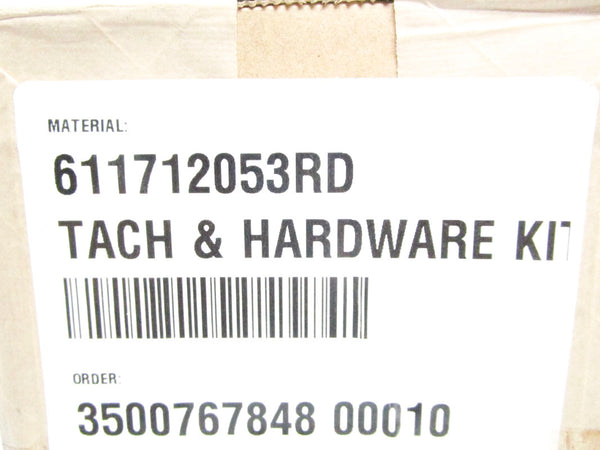 MATERIAL:
611712053RD
TACH & HARDWARE KIT
ORDER:
3500767848 00010